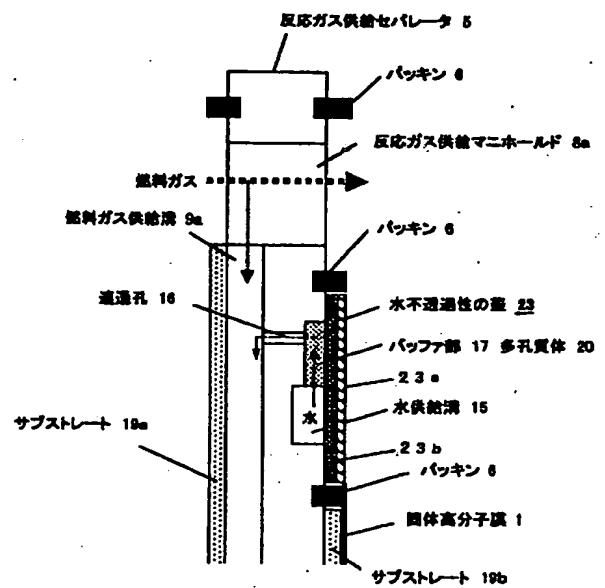 反応ガス供給セパレータ 5
パッキン 6
反応ガス供給マニホールド 8a
燃料ガス
燃料ガス供給溝 9a
パッキン 6
連通孔 16
水不透過性の蓋 23
バッファ部 17 多孔質体 20
23a
水供給溝 15
水
サブストレート 19a
23b
パッキン 6
固体高分子膜 1
サブストレート 19b